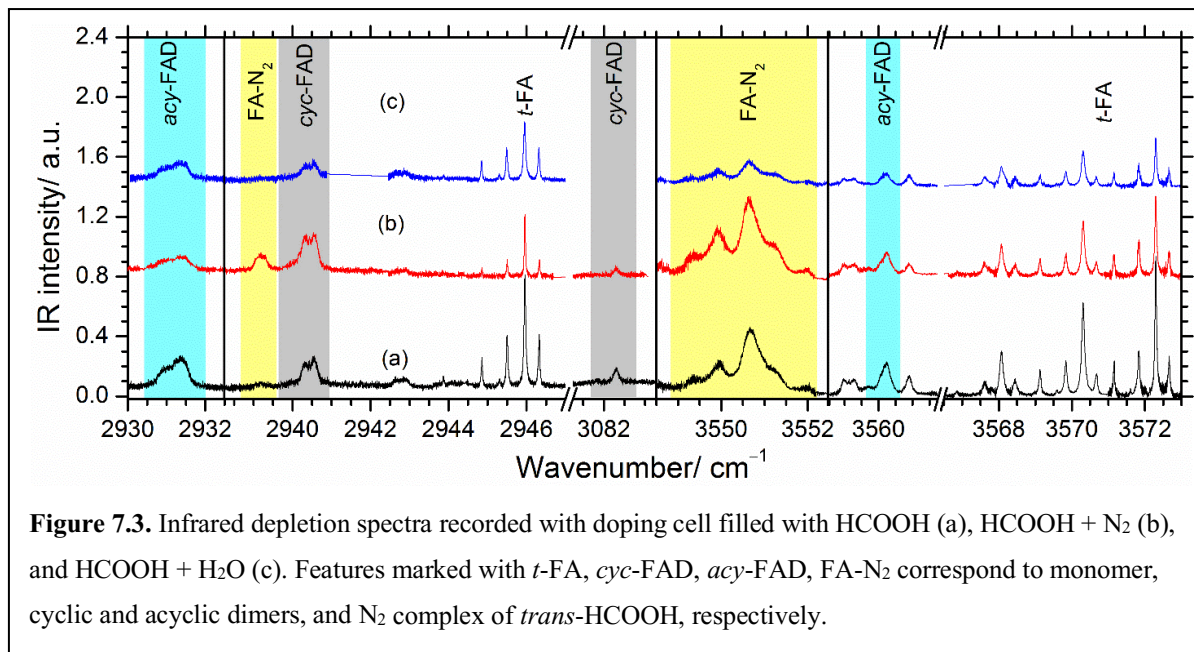 acy-FAD
FA-N₂
cyc-FAD
(c)
t-FA
cyc-FAD
FA-N₂
acy-FAD
t-FA
(b)
(a)
2.4
2.0
1.6
1.2
0.8
0.4
0.0
IR intensity/ a.u.
2930 2932 2940 2942 2944 2946 3082 3550 3552 3560 3568 3570 3572
Wavenumber/ cm⁻¹
Figure 7.3. Infrared depletion spectra recorded with doping cell filled with HCOOH (a), HCOOH + N₂ (b),
and HCOOH + H₂O (c). Features marked with t-FA, cyc-FAD, acy-FAD, FA-N₂ correspond to monomer,
cyclic and acyclic dimers, and N₂ complex of trans-HCOOH, respectively.